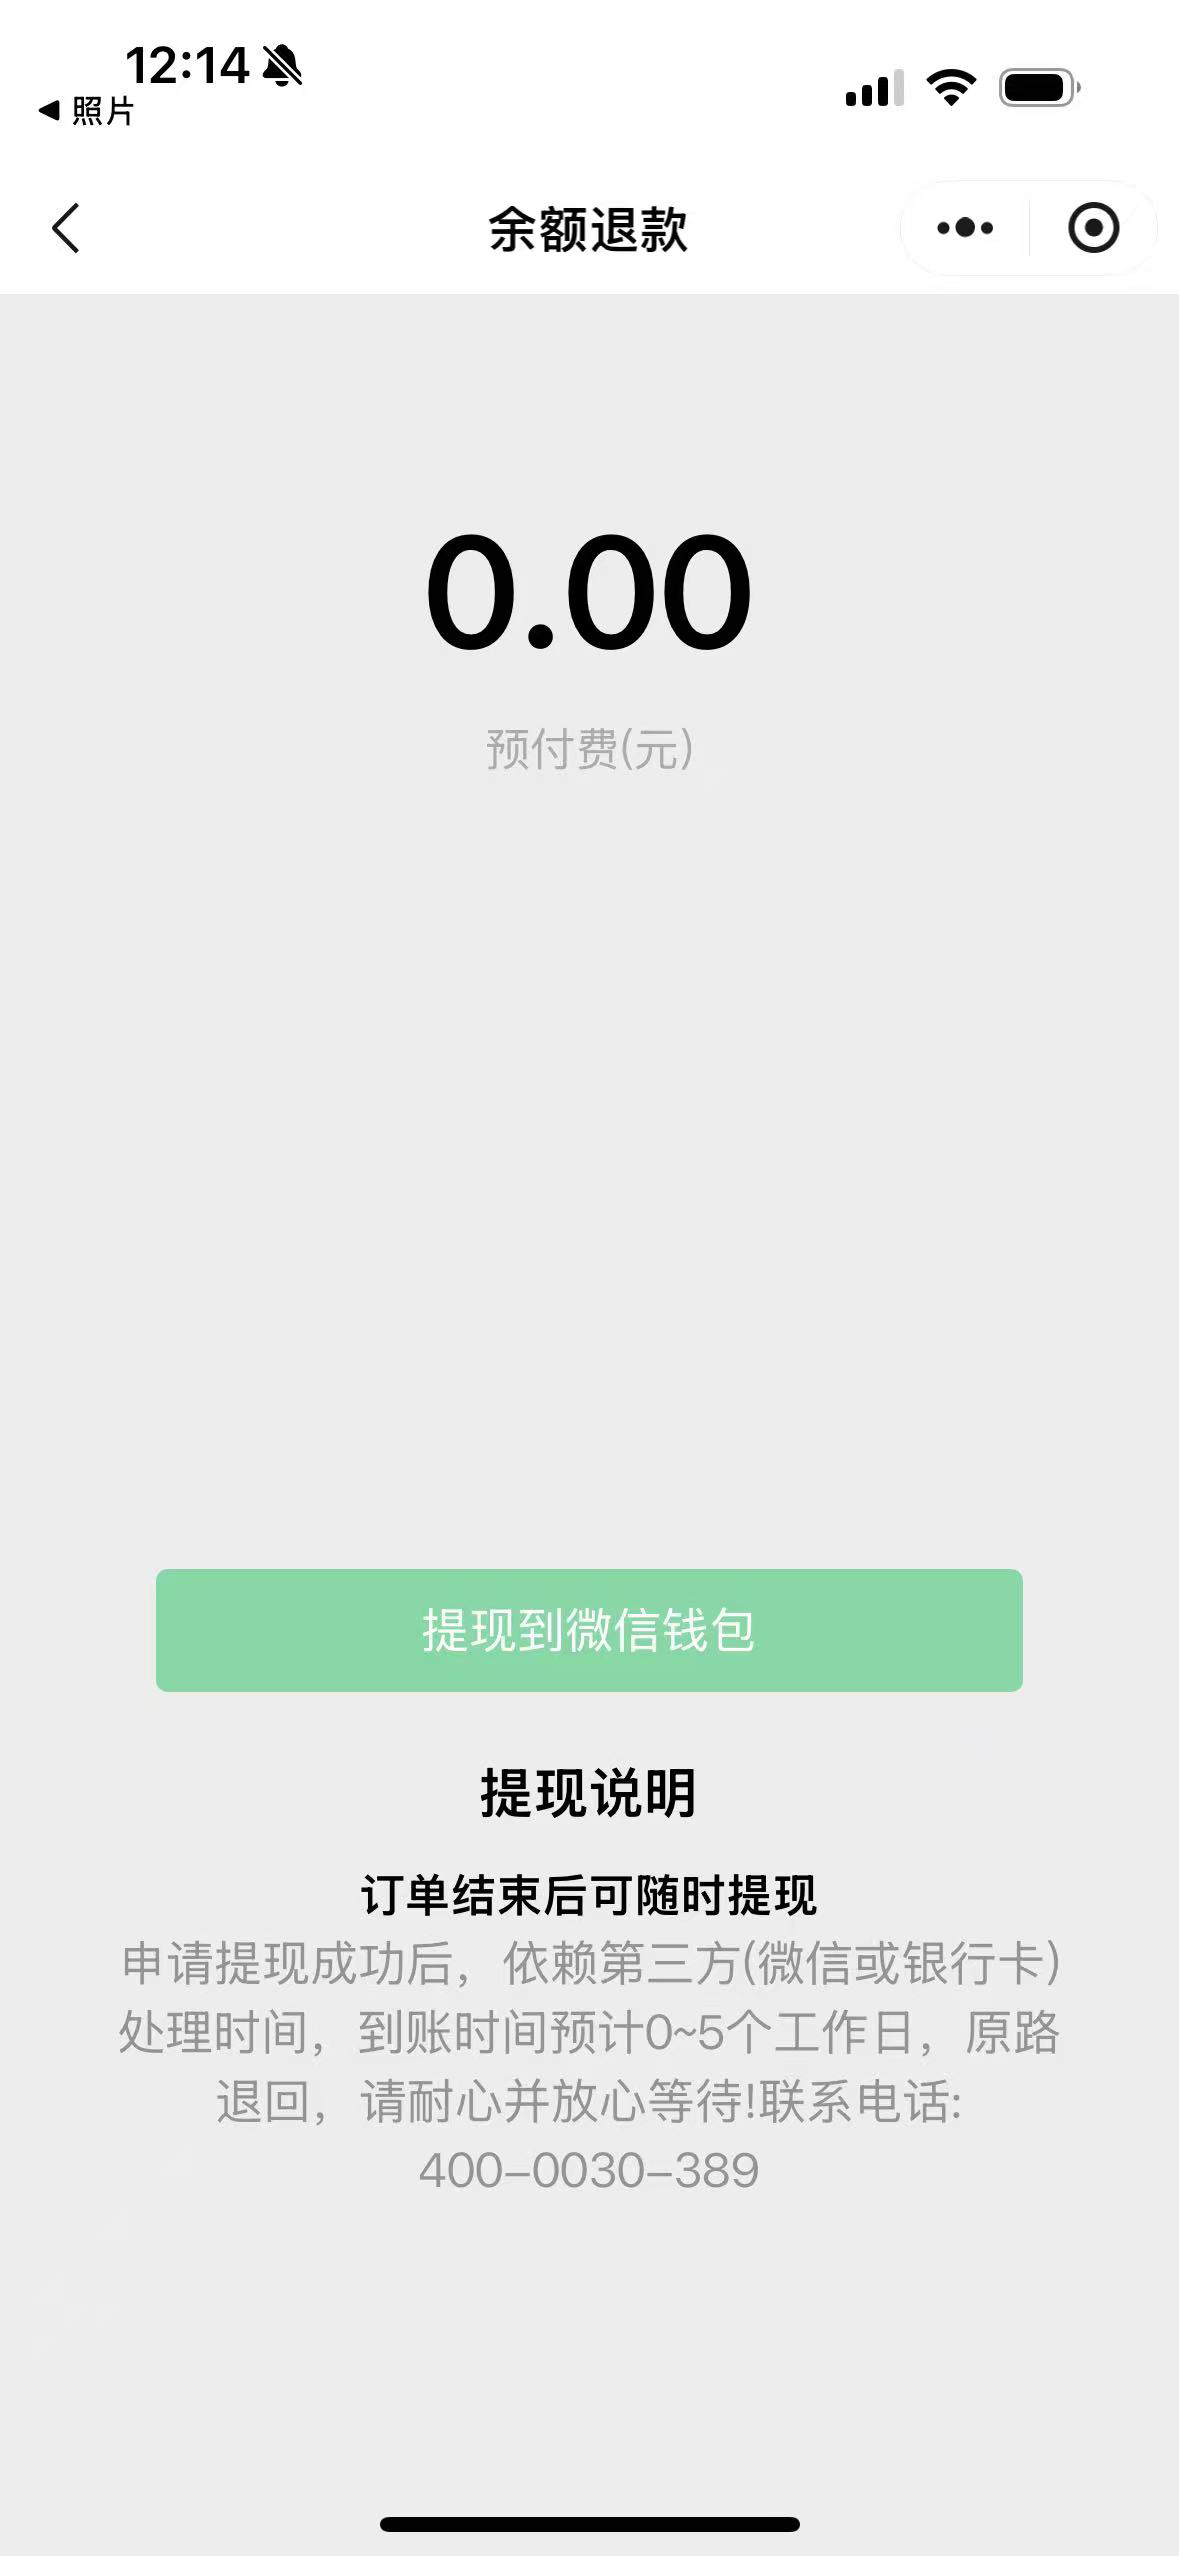 12:14
照片
余额退款
0.00
预付费(元)
提现到微信钱包
提现说明
订单结束后可随时提现
申请提现成功后，依赖第三方(微信或银行卡)
处理时间，到账时间预计0~5个工作日，原路
退回，请耐心并放心等待!联系电话:
400-0030-389